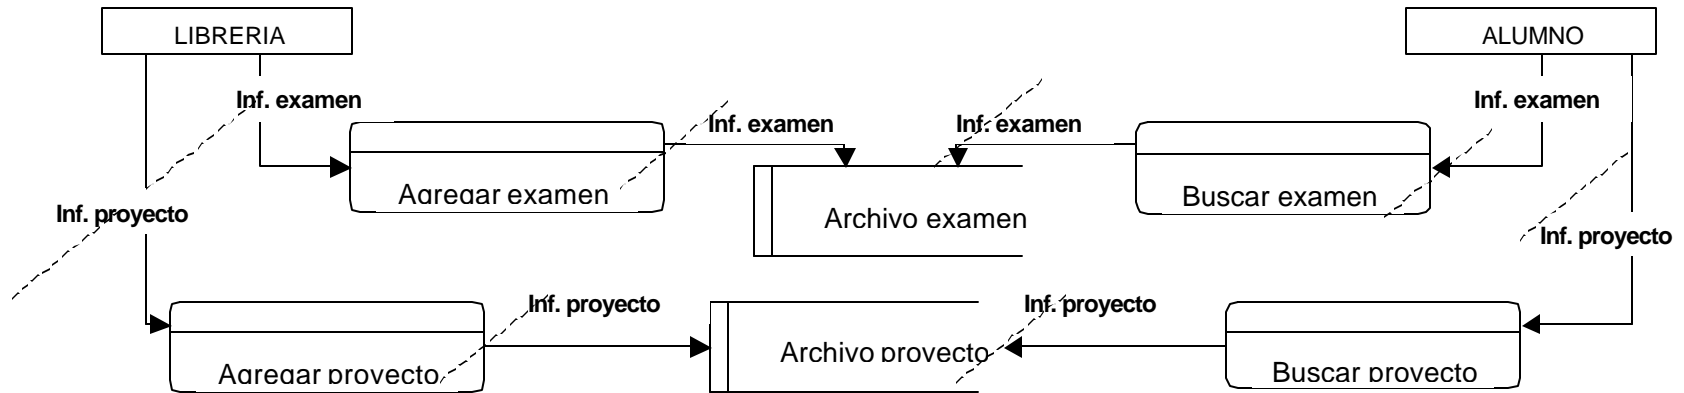 LIBRERIA
ALUMNO
Inf. examen
Inf. examen
Inf. examen
Inf. examen
Agregar examen
Buscar examen
Archivo examen
Inf. proyecto
Inf. proyecto
Inf. proyecto
Inf. proyecto
Archivo proyecto
Agregar proyecto
Buscar proyecto